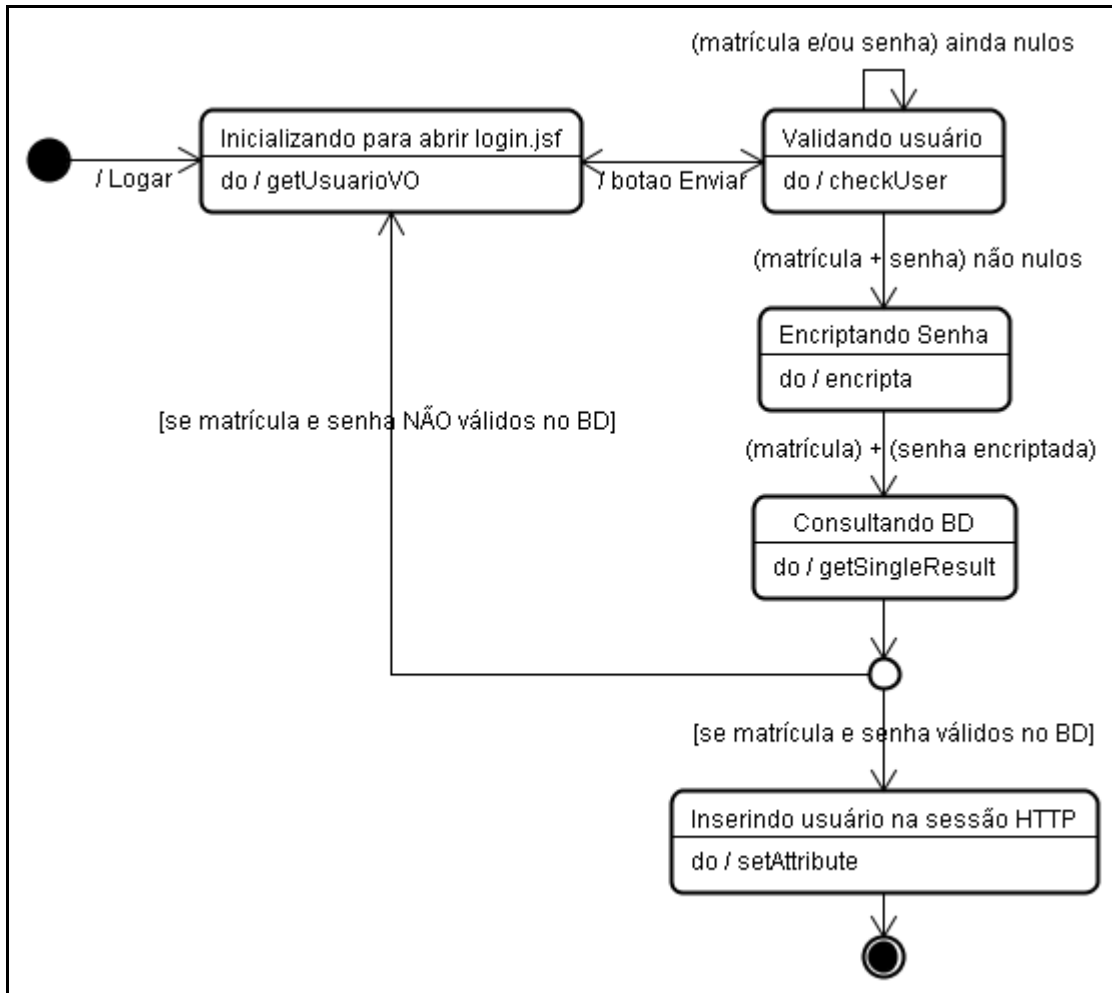 (matrícula e/ou senha) ainda nulos
Inicializando para abrir login.jsf
do / getUsuarioVO
Validando usuário
do / checkUser
/ Logar
/ botao Enviar
(matrícula + senha) não nulos
Encriptando Senha
do / encripta
[se matrícula e senha NÃO válidos no BD]
(matrícula) + (senha encriptada)
Consultando BD
do / getSingleResult
[se matrícula e senha válidos no BD]
Inserindo usuário na sessão HTTP
do / setAttribute